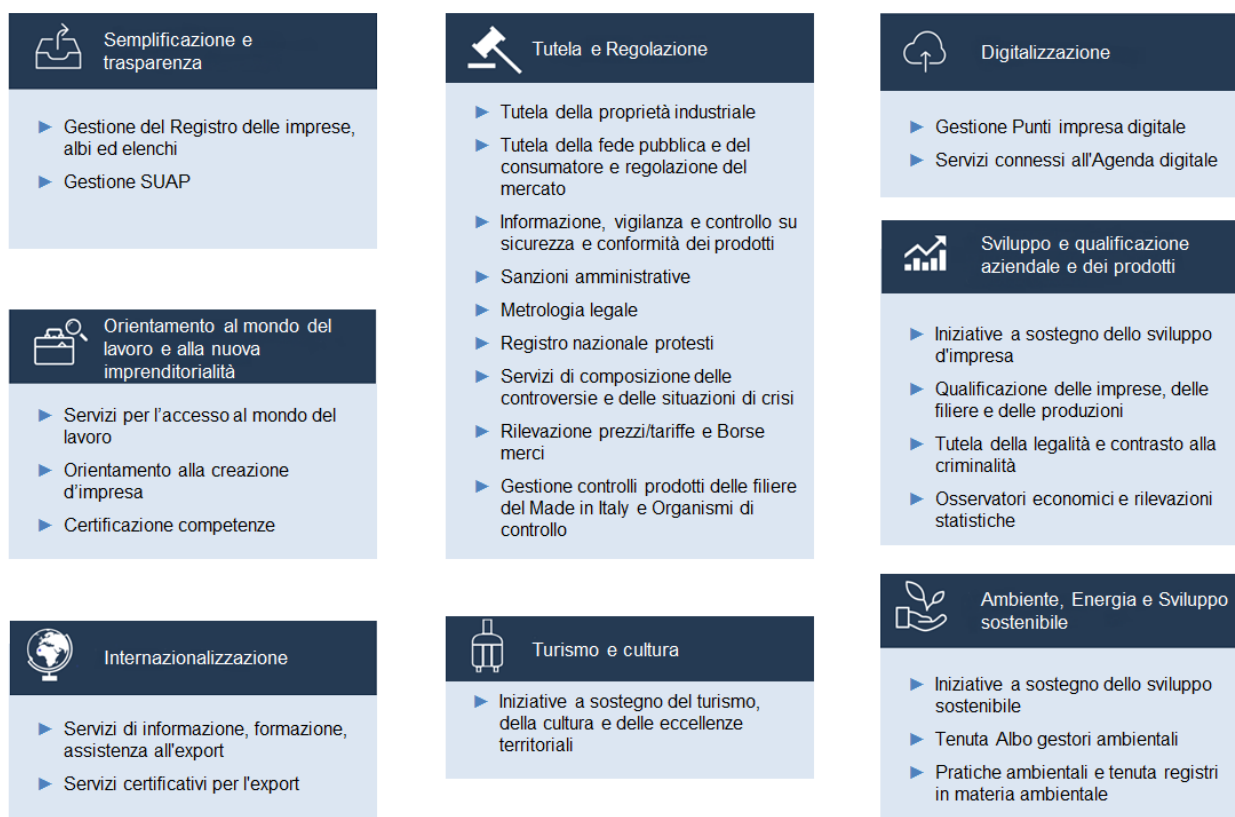 Semplificazione e
trasparenza
► Gestione del Registro delle imprese,
albi ed elenchi
► Gestione SUAP
Orientamento al mondo del
lavoro e alla nuova
imprenditorialità
► Servizi per l’accesso al mondo del
lavoro
► Orientamento alla creazione
d’impresa
► Certificazione competenze
Internazionalizzazione
► Servizi di informazione, formazione,
assistenza all'export
► Servizi certificativi per l'export
Tutela e Regolazione
► Tutela della proprietà industriale
► Tutela della fede pubblica e del
consumatore e regolazione del
mercato
► Informazione, vigilanza e controllo su
sicurezza e conformità dei prodotti
► Sanzioni amministrative
► Metrologia legale
► Registro nazionale protesti
► Servizi di composizione delle
controversie e delle situazioni di crisi
► Rilevazione prezzi/tariffe e Borse
merci
► Gestione controlli prodotti delle filiere
del Made in Italy e Organismi di
controllo
Turismo e cultura
► Iniziative a sostegno del turismo,
della cultura e delle eccellenze
territoriali
Digitalizzazione
► Gestione Punti impresa digitale
► Servizi connessi all'Agenda digitale
Sviluppo e qualificazione
aziendale e dei prodotti
► Iniziative a sostegno dello sviluppo
d'impresa
► Qualificazione delle imprese, delle
filiere e delle produzioni
► Tutela della legalità e contrasto alla
criminalità
► Osservatori economici e rilevazioni
statistiche
Ambiente, Energia e Sviluppo
sostenibile
► Iniziative a sostegno dello sviluppo
sostenibile
► Tenuta Albo gestori ambientali
► Pratiche ambientali e tenuta registri
in materia ambientale